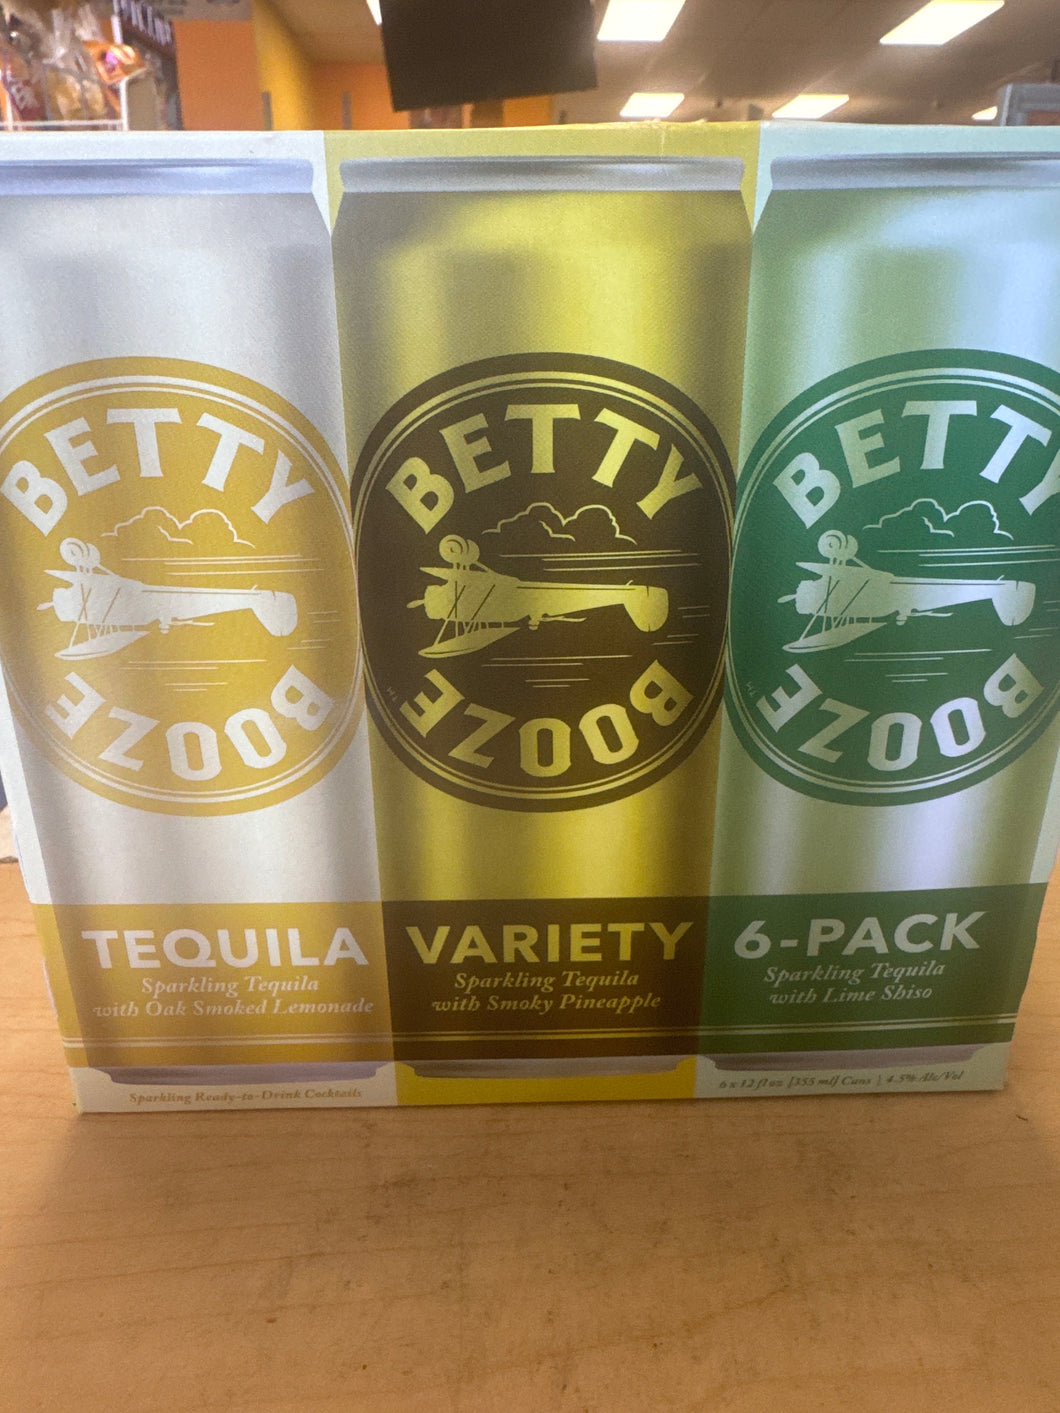 BETTY
BOOZE
TEQUILA
Sparkling Tequila
with Oak Smoked Lemonade
Sparkling Ready-to-Drink Cocktails
BETTY
BOOZE
™
VARIETY
Sparkling Tequila
with Smoky Pineapple
BETTY
BOOZE
™
6-PACK
Sparkling Tequila
with Lime Shiso
6 x 12 fl oz [355 ml] Cans | 4.5% Alc/Vol